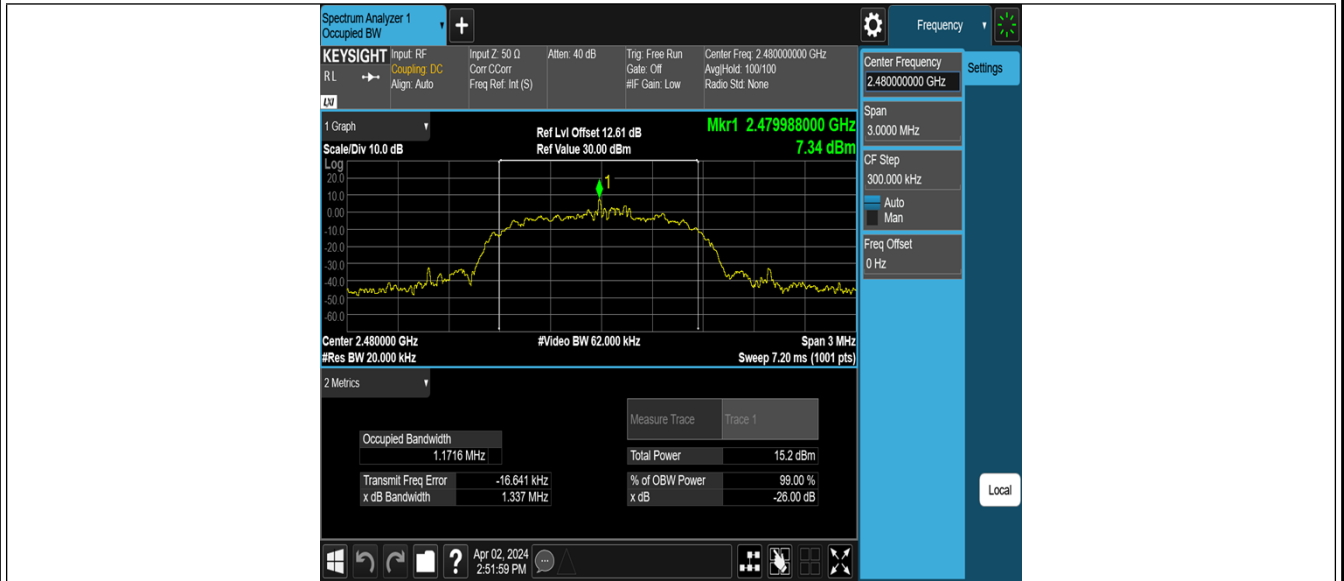 Spectrum Analyzer 1
Occupied BW
+
Frequency
KEYSIGHT
RL
LXI
Input: RF
Coupling: DC
Align: Auto
Input Z: 50 Ω
Corr CCorr
Freq Ref: Int (S)
Atten: 40 dB
Trig: Free Run
Gate: Off
#IF Gain: Low
Center Freq: 2.480000000 GHz
Avg|Hold: 100/100
Radio Std: None
Center Frequency
2.480000000 GHz
Settings
Span
3.0000 MHz
CF Step
300.000 kHz
Auto
Man
Freq Offset
0 Hz
Local
1 Graph
Scale/Div 10.0 dB
Ref Lvl Offset 12.61 dB
Ref Value 30.00 dBm
Mkr1 2.479988000 GHz
7.34 dBm
Log
20.0
10.0
0.00
-10.0
-20.0
-30.0
-40.0
-50.0
-60.0
1
Center 2.480000 GHz
#Res BW 20.000 kHz
#Video BW 62.000 kHz
Span 3 MHz
Sweep 7.20 ms (1001 pts)
2 Metrics
Measure Trace
Trace 1
Occupied Bandwidth
1.1716 MHz
Total Power
15.2 dBm
Transmit Freq Error
-16.641 kHz
% of OBW Power
99.00 %
x dB Bandwidth
1.337 MHz
x dB
-26.00 dB
?
Apr 02, 2024
2:51:59 PM